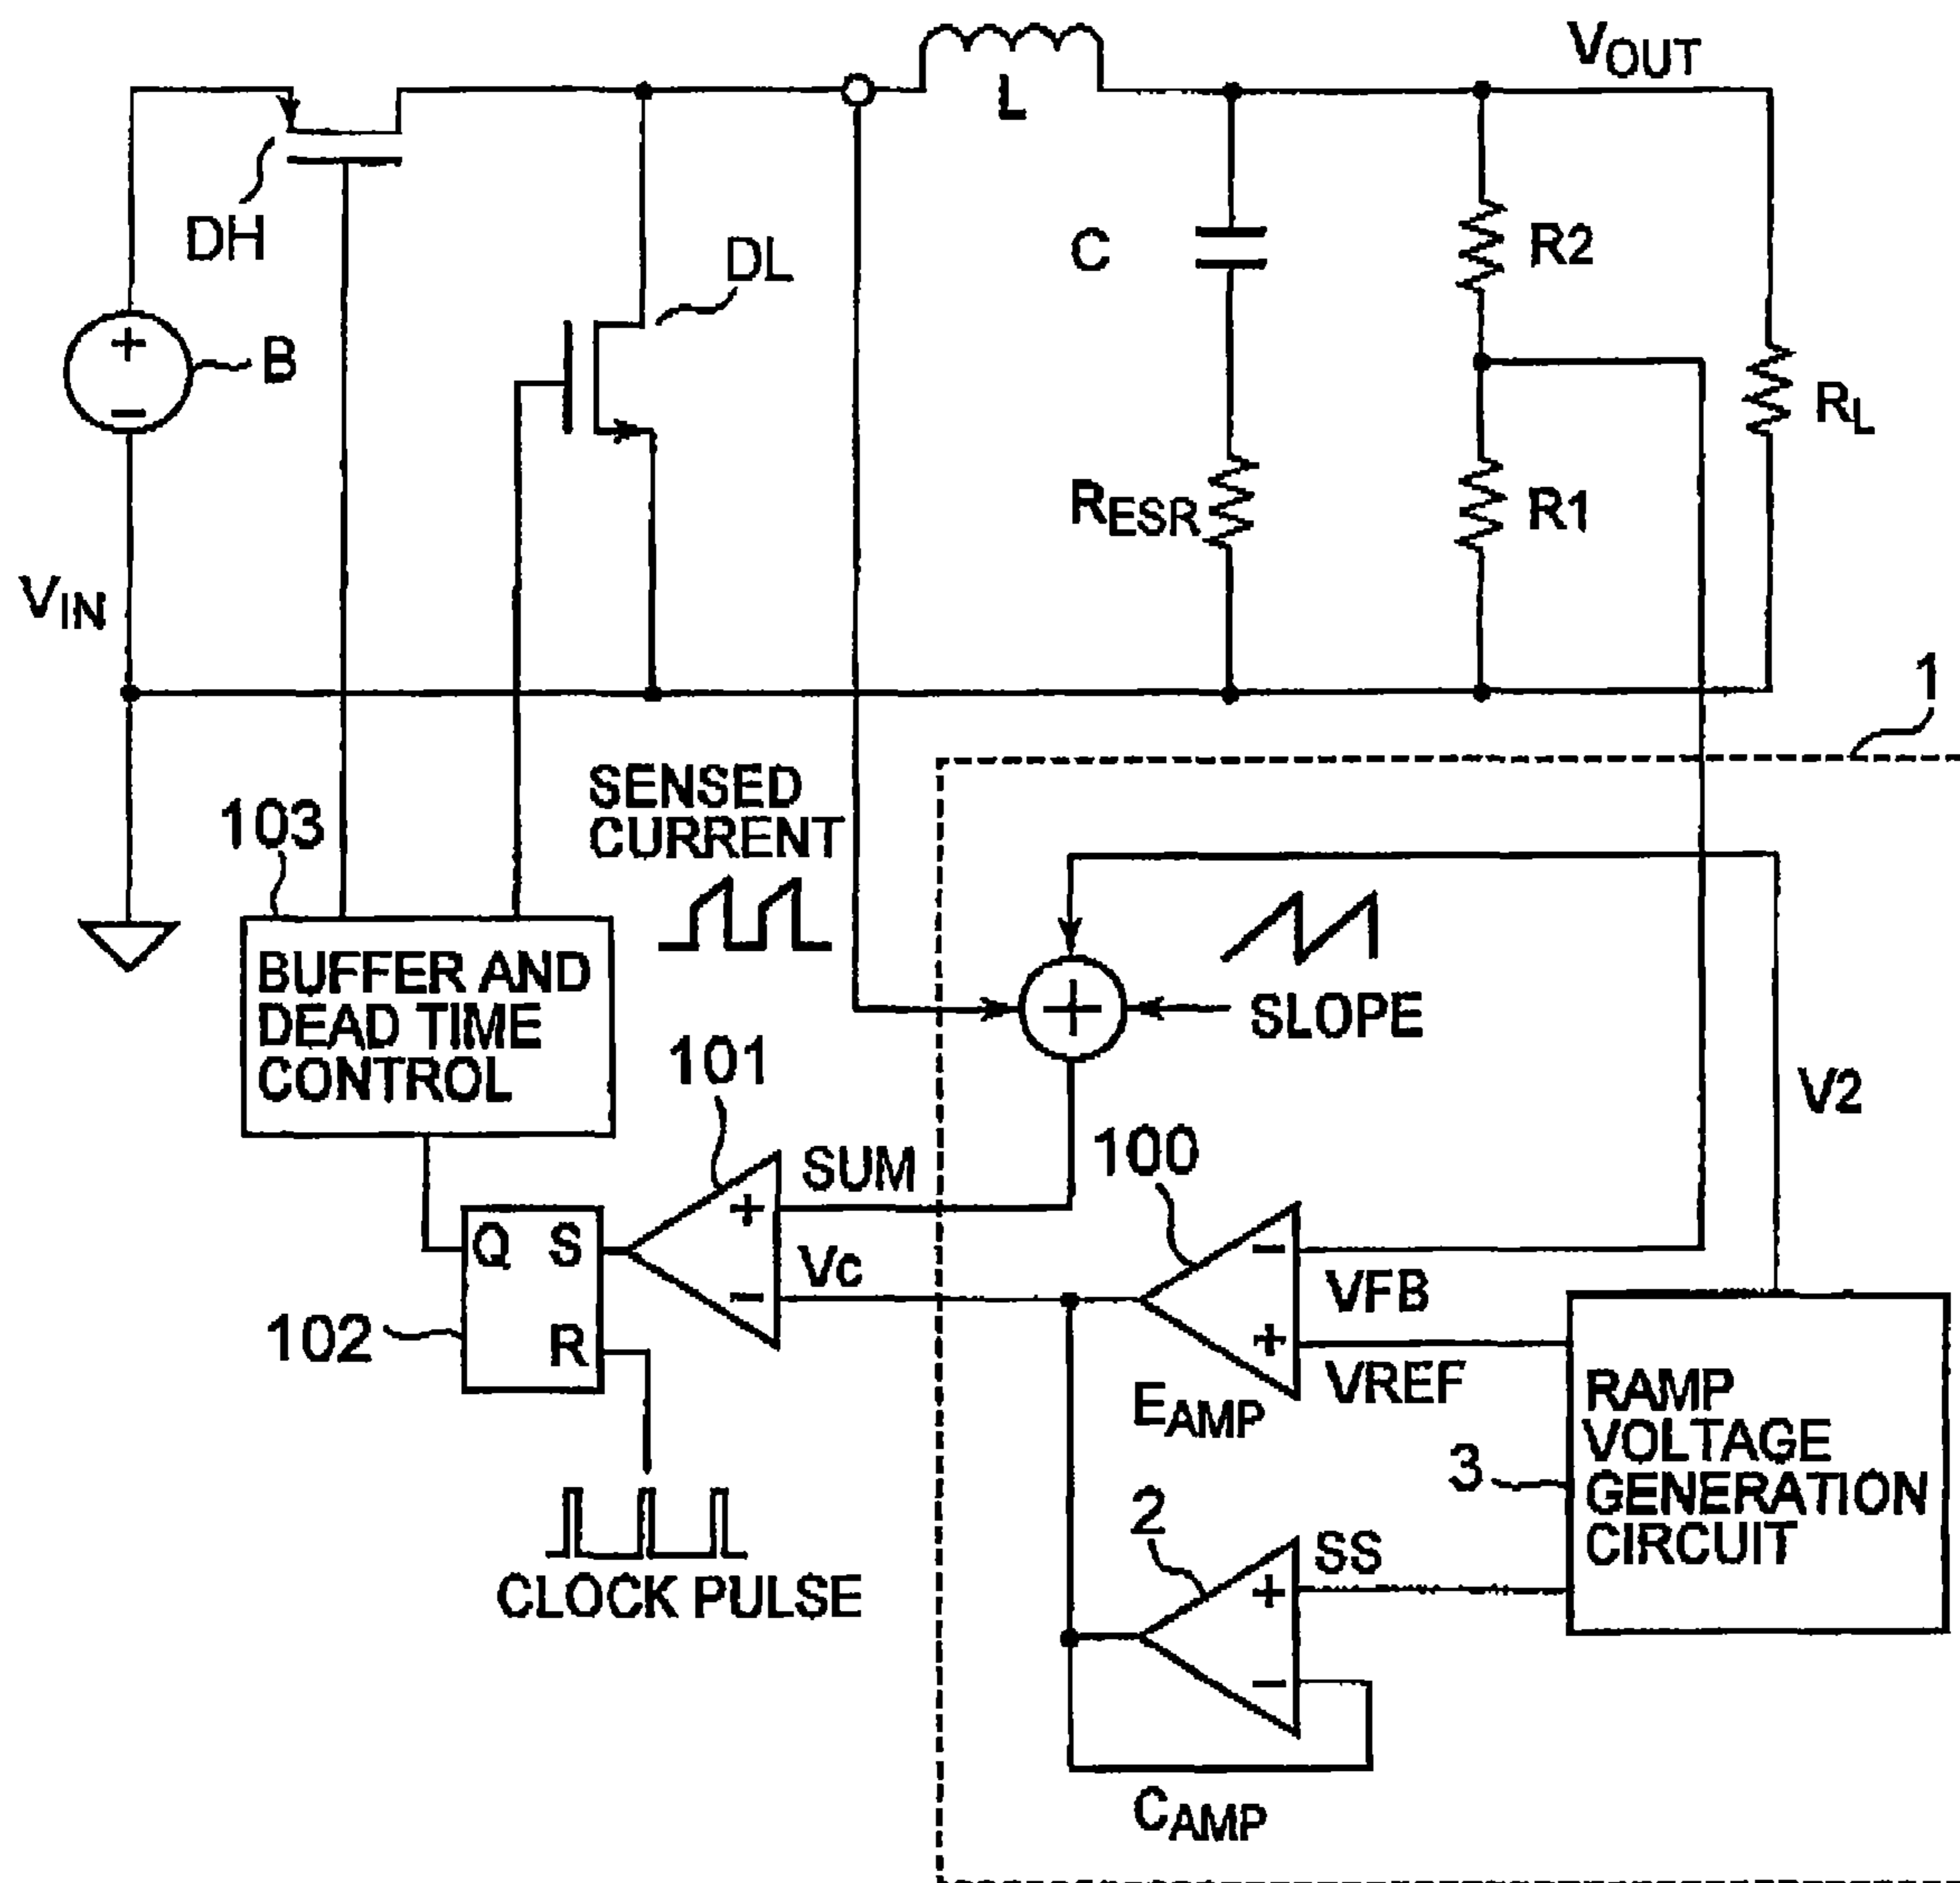 VOUT
L
DH
DL
C
R2
B
RL
RESR
R1
VIN
1
SENSED
CURRENT
103
BUFFER AND
DEAD TIME
CONTROL
SLOPE
101
V2
100
SUM
+
-
Q
S
Vc
-
VFB
102
R
+
VREF
EAMP
RAMP
VOLTAGE
GENERATION
CIRCUIT
3
2
SS
CLOCK PULSE
+
-
CAMP